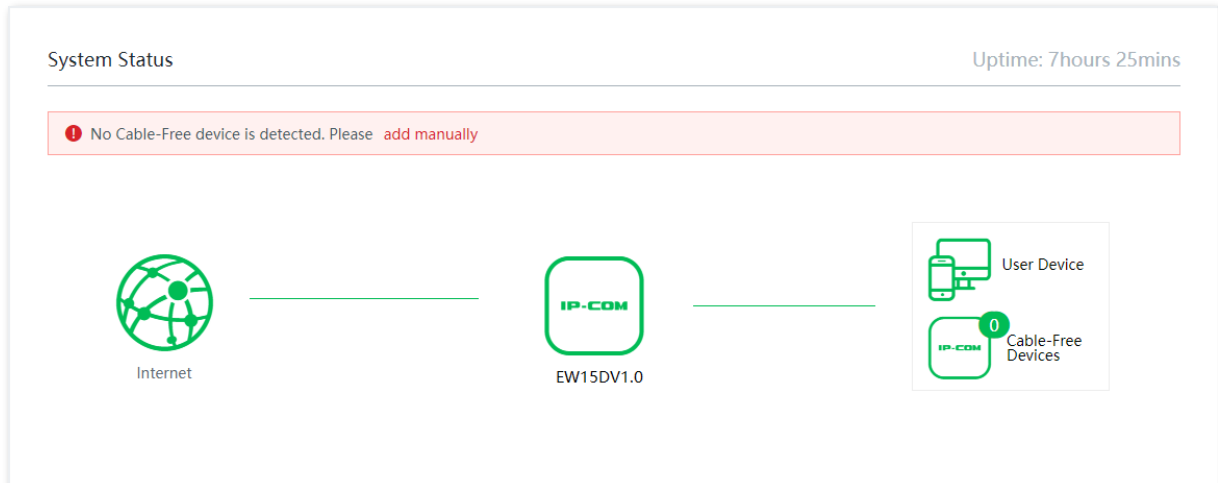 System Status
Uptime: 7hours 25mins
! No Cable-Free device is detected. Please add manually
IP-COM
User Device
0
IP-COM
Cable-Free
Devices
Internet
EW15DV1.0